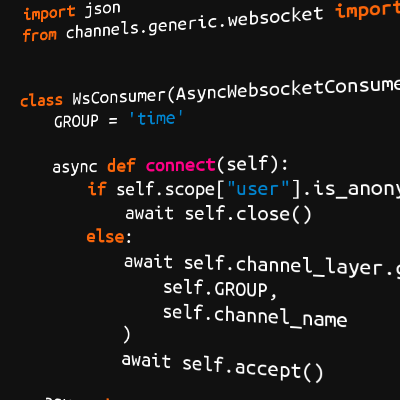 import json
from channels.generic.websocket import
class WsConsumer(AsyncWebsocketConsume
GROUP = 'time'
async def connect(self):
if self.scope["user"].is_anony
await self.close()
else:
await self.channel_layer.g
self.GROUP,
self.channel_name
)
await self.accept()